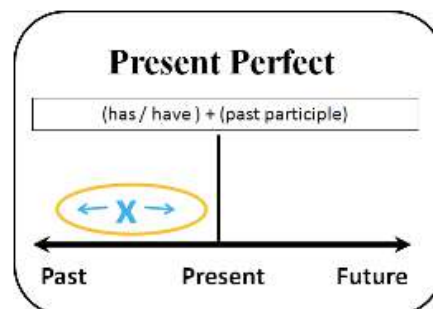 Present Perfect
(has / have ) + (past participle)
X
Past Present Future